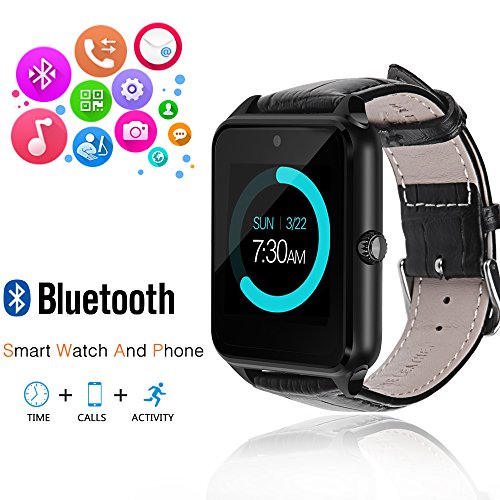 SUN | 3/22
7:30AM
Bluetooth
Smart Watch And Phone
TIME + CALLS + ACTIVITY